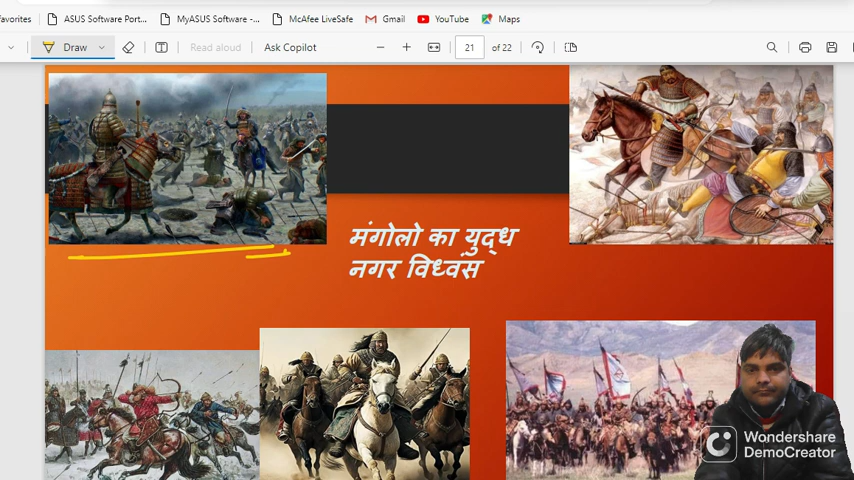 avorites ASUS Software Port... MyASUS Software -... McAfee LiveSafe Gmail YouTube Maps
Draw Read aloud Ask Copilot 21 of 22
मंगोलो का युद्ध
नगर विध्वंस
Wondershare
DemoCreator